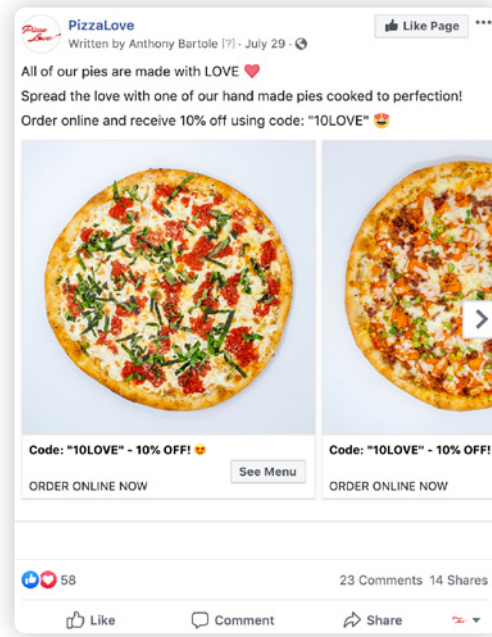 Pizza Love
PizzaLove
Written by Anthony Bartole [?] · July 29 ·
Like Page
All of our pies are made with LOVE ❤️
Spread the love with one of our hand made pies cooked to perfection!
Order online and receive 10% off using code: "10LOVE" 😍
Code: "10LOVE" - 10% OFF! 😍
See Menu
ORDER ONLINE NOW
Code: "10LOVE" - 10% OFF!
ORDER ONLINE NOW
58
23 Comments 14 Shares
Like
Comment
Share